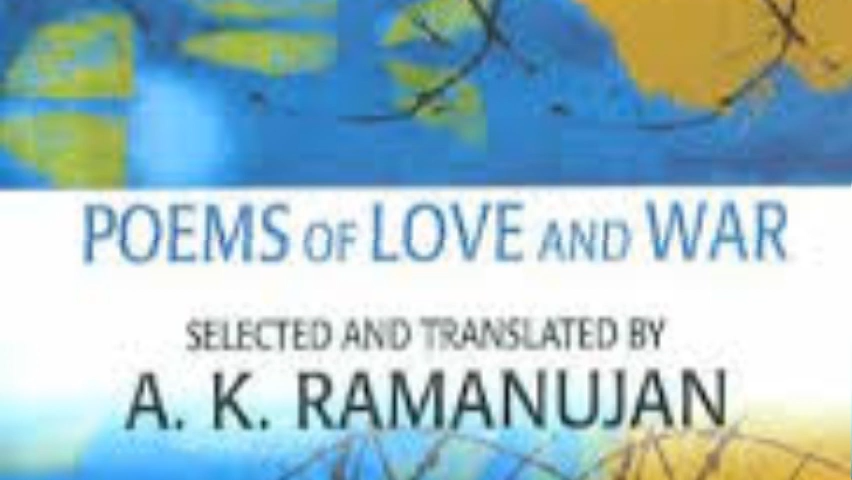 POEMS OF LOVE AND WAR
SELECTED AND TRANSLATED BY
A. K. RAMANUJAN